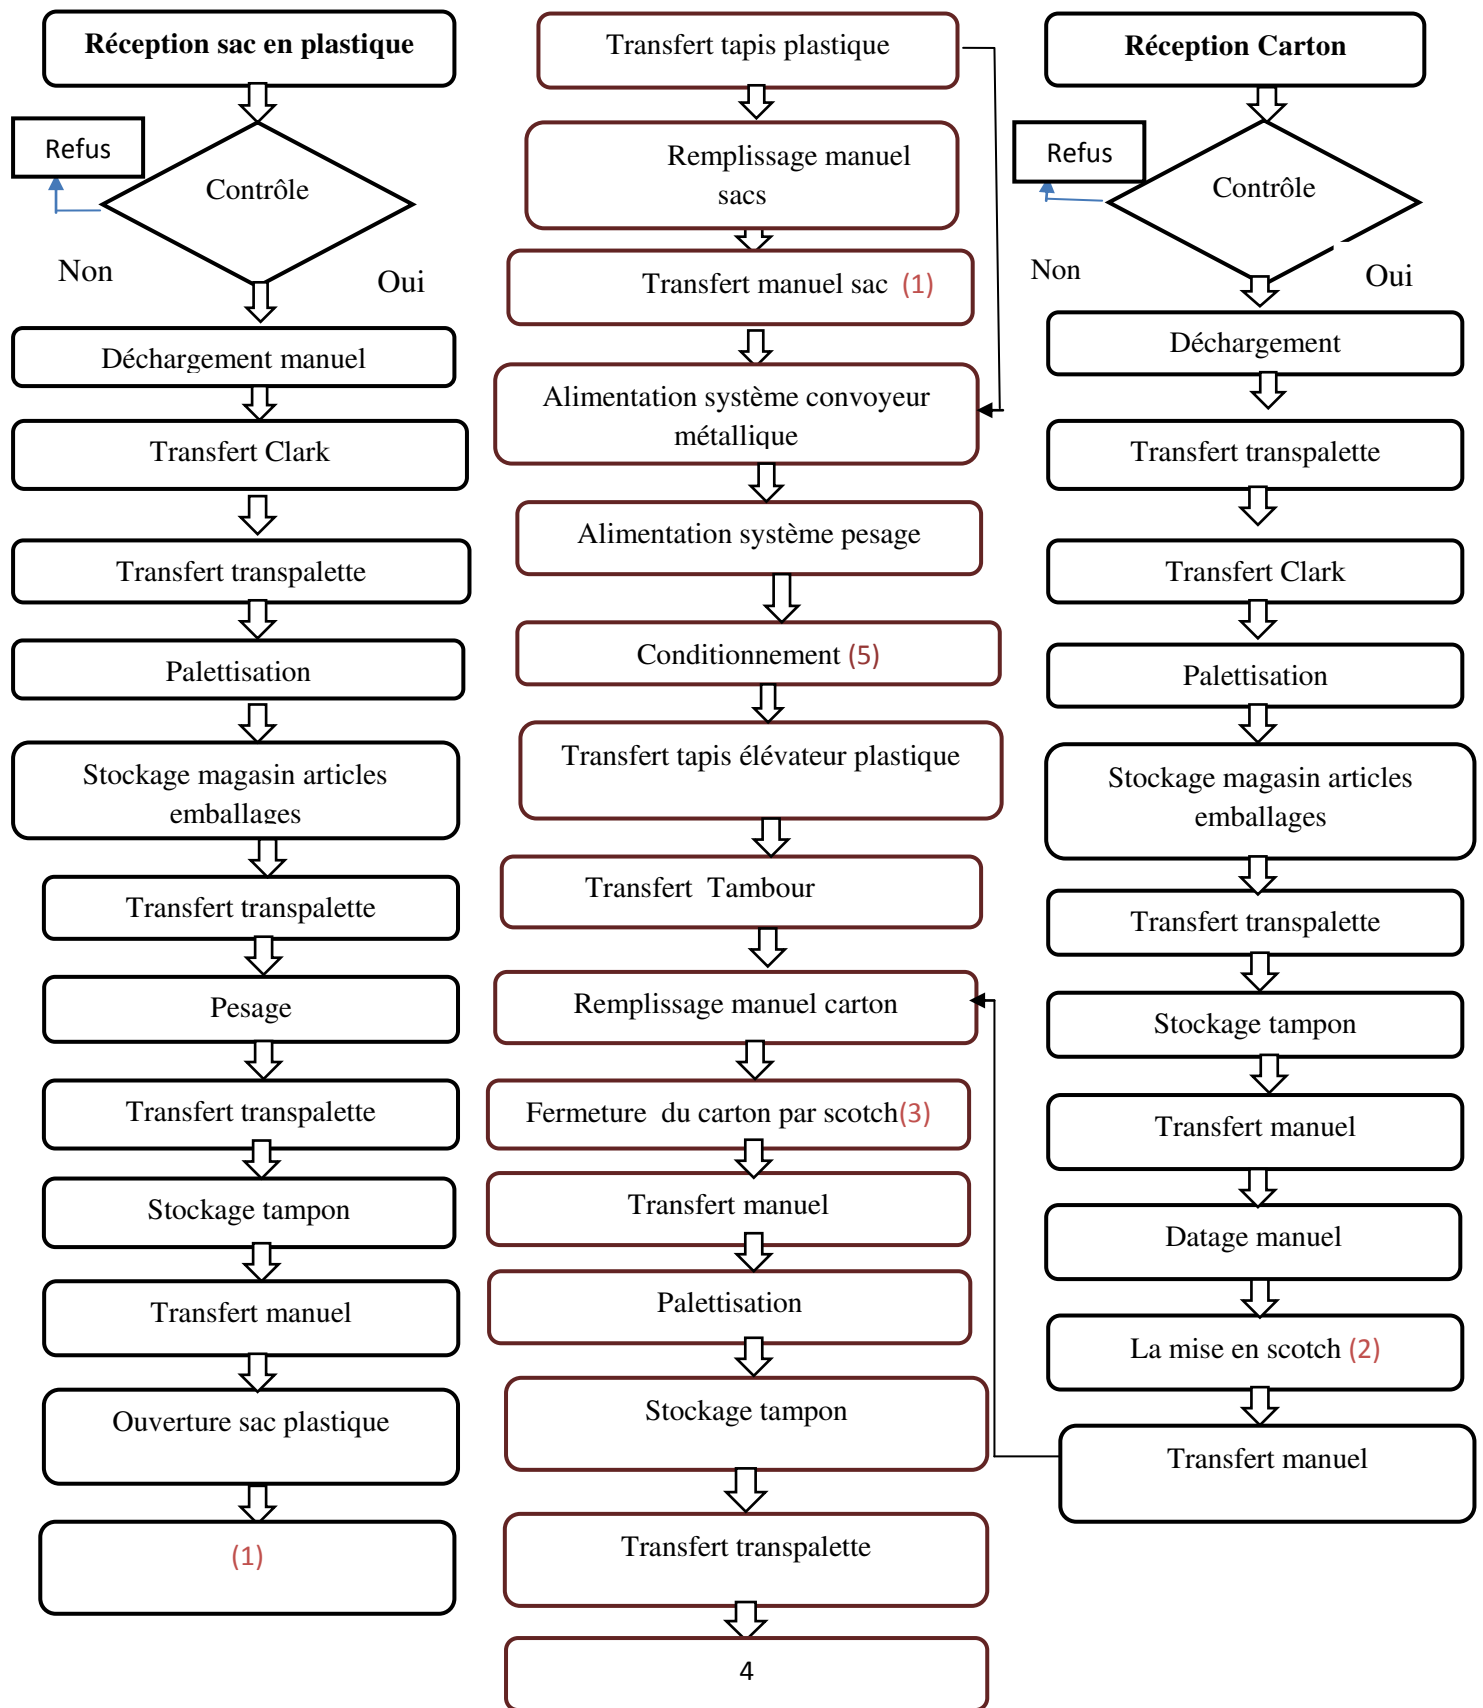 Réception sac en plastique
Refus
Contrôle
Non
Oui
Déchargement manuel
Transfert Clark
Transfert transpalette
Palettisation
Stockage magasin articles
emballages
Transfert transpalette
Pesage
Transfert transpalette
Stockage tampon
Transfert manuel
Ouverture sac plastique
(1)
Transfert tapis plastique
Remplissage manuel
sacs
Transfert manuel sac (1)
Alimentation système convoyeur
métallique
Alimentation système pesage
Conditionnement (5)
Transfert tapis élévateur plastique
Transfert Tambour
Remplissage manuel carton
Fermeture du carton par scotch(3)
Transfert manuel
Palettisation
Stockage tampon
Transfert transpalette
4
Réception Carton
Refus
Contrôle
Non
Oui
Déchargement
Transfert transpalette
Transfert Clark
Palettisation
Stockage magasin articles
emballages
Transfert transpalette
Stockage tampon
Transfert manuel
Datage manuel
La mise en scotch (2)
Transfert manuel